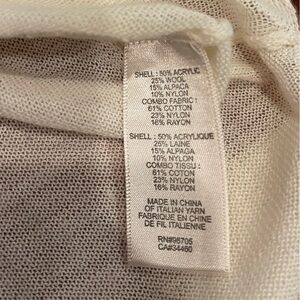 SHELL : 50% ACRYLIC
25% WOOL
15% ALPACA
10% NYLON
COMBO FABRIC :
61% COTTON
23% NYLON
16% RAYON
SHELL : 50% ACRYLIQUE
25% LAINE
15% ALPAGA
10% NYLON
COMBO TISSU :
61% COTON
23% NYLON
16% RAYON
MADE IN CHINA
OF ITALIAN YARN
FABRIQUE EN CHINE
DE FIL ITALIENNE
RN#96705
CA#34460